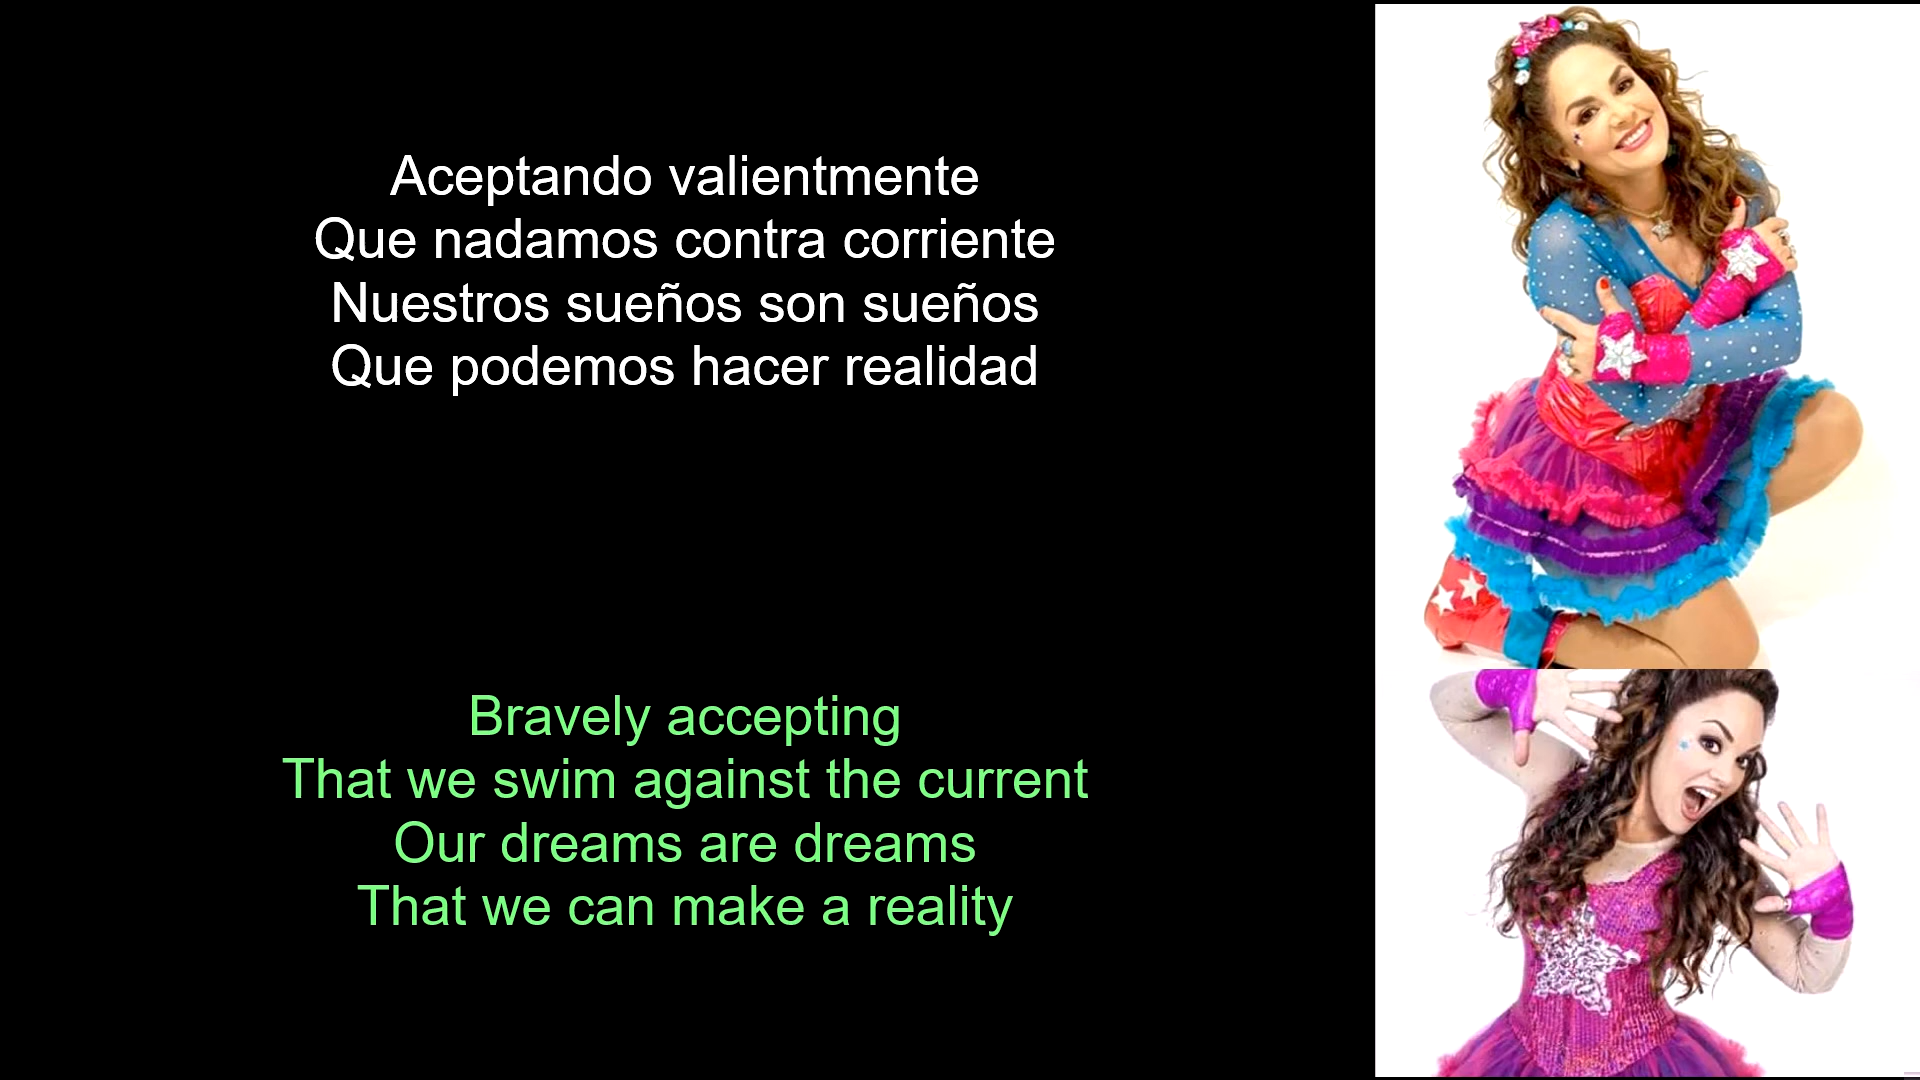 Aceptando valientmente
Que nadamos contra corriente
Nuestros sueños son sueños
Que podemos hacer realidad
Bravely accepting
That we swim against the current
Our dreams are dreams
That we can make a reality